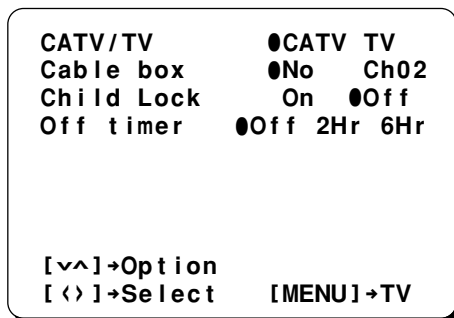 CATV/TV ●CATV TV
Cable box ●No Ch02
Child Lock On ●Off
Off timer ●Off 2Hr 6Hr
[∨∧]→Option
[‹›]→Select [MENU]→TV